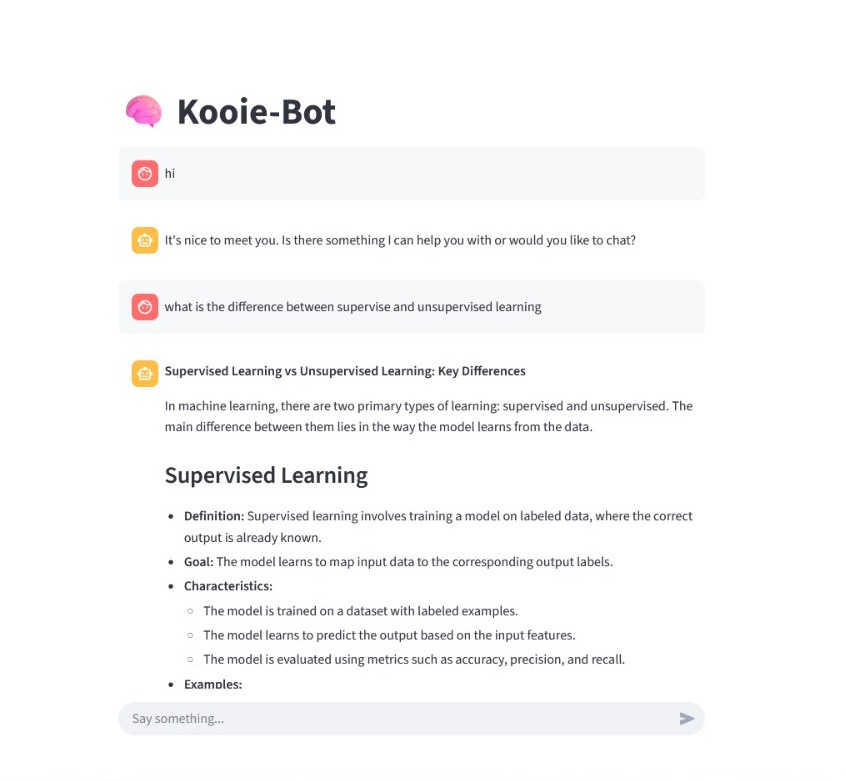 Kooie-Bot
hi
It's nice to meet you. Is there something I can help you with or would you like to chat?
what is the difference between supervise and unsupervised learning
Supervised Learning vs Unsupervised Learning: Key Differences
In machine learning, there are two primary types of learning: supervised and unsupervised. The
main difference between them lies in the way the model learns from the data.
Supervised Learning
• Definition: Supervised learning involves training a model on labeled data, where the correct
output is already known.
• Goal: The model learns to map input data to the corresponding output labels.
• Characteristics:
○ The model is trained on a dataset with labeled examples.
○ The model learns to predict the output based on the input features.
○ The model is evaluated using metrics such as accuracy, precision, and recall.
• Examples:
Say something...